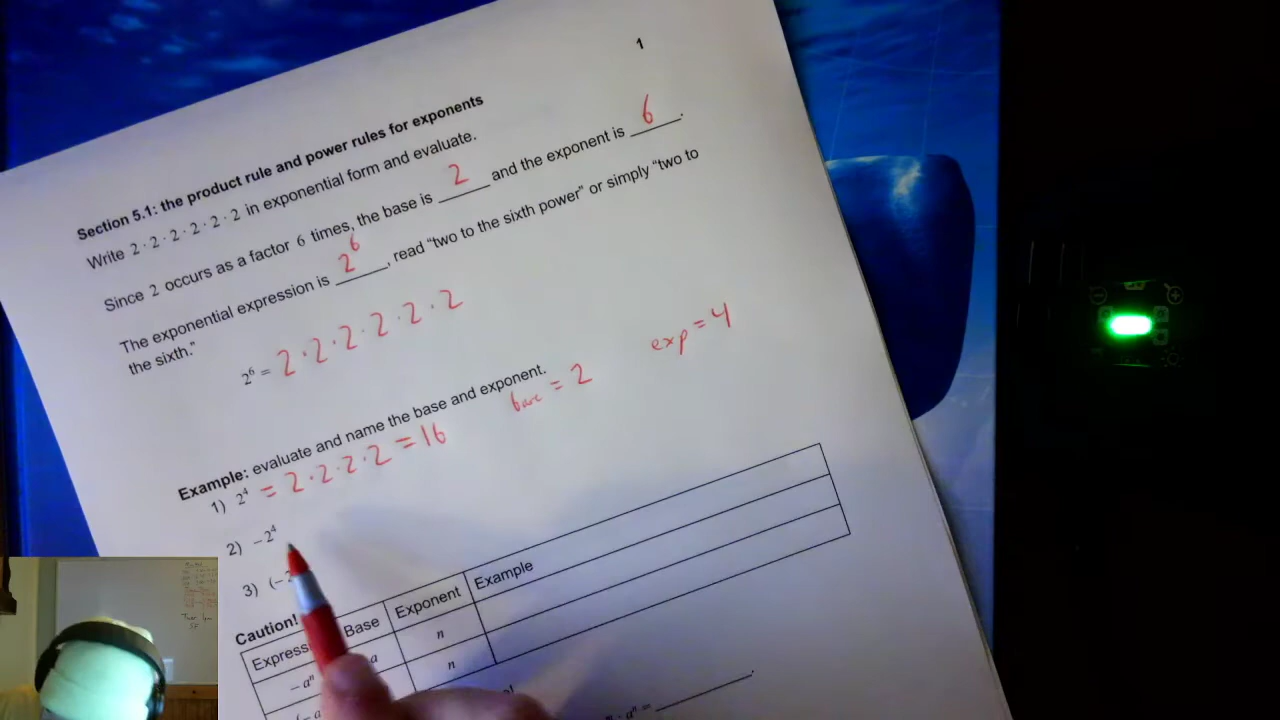 1
Section 5.1: the product rule and power rules for exponents
Write 2 · 2 · 2 · 2 · 2 · 2 in exponential form and evaluate.
Since 2 occurs as a factor 6 times, the base is 2 and the exponent is 6.
The exponential expression is 2^6, read “two to the sixth power” or simply “two to
the sixth.”
2^6 = 2 · 2 · 2 · 2 · 2 · 2
Example: evaluate and name the base and exponent.
1) 2^4 = 2 · 2 · 2 · 2 = 16 base = 2 exp = 4
2) −2^4
3) (−2
Caution!
Base Exponent Example
−a^n a n
(−a n